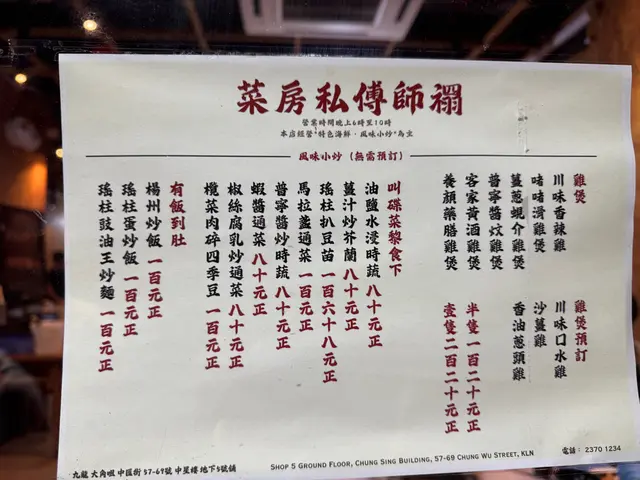 禤師傅私房菜
營業時間晚上6時至10時
本店經營‘特色海鮮‧風味小炒’為主
風味小炒 (無需預訂)
雞煲
川味香辣雞
啫啫滑雞煲
薑蔥蜆介雞煲
普寧醬炆雞煲
客家黃酒雞煲
養顏藥膳雞煲
雞煲預訂
川味口水雞
沙薑雞
香油蔥頭雞
半隻一百二十元正
壹隻二百二十元正
叫碟菜黎食下
油鹽水浸時蔬 八十元正
薑汁炒芥蘭 八十元正
瑤柱扒豆苗 一百六十八元正
馬拉盞通菜 一百元正
普寧醬炒時蔬 八十元正
蝦醬通菜 八十元正
椒絲腐乳炒通菜 八十元正
欖菜肉碎四季豆 一百元正
有飯到肚
楊州炒飯 一百元正
瑤柱蛋炒飯 一百元正
瑤柱豉油王炒麵 一百元正
九龍 大角咀 中匯街 57-69號 中星樓 地下5號舖
SHOP 5 GROUND FLOOR, CHUNG SING BUILDING, 57-69 CHUNG WU STREET, KLN
電話： 2370 1234